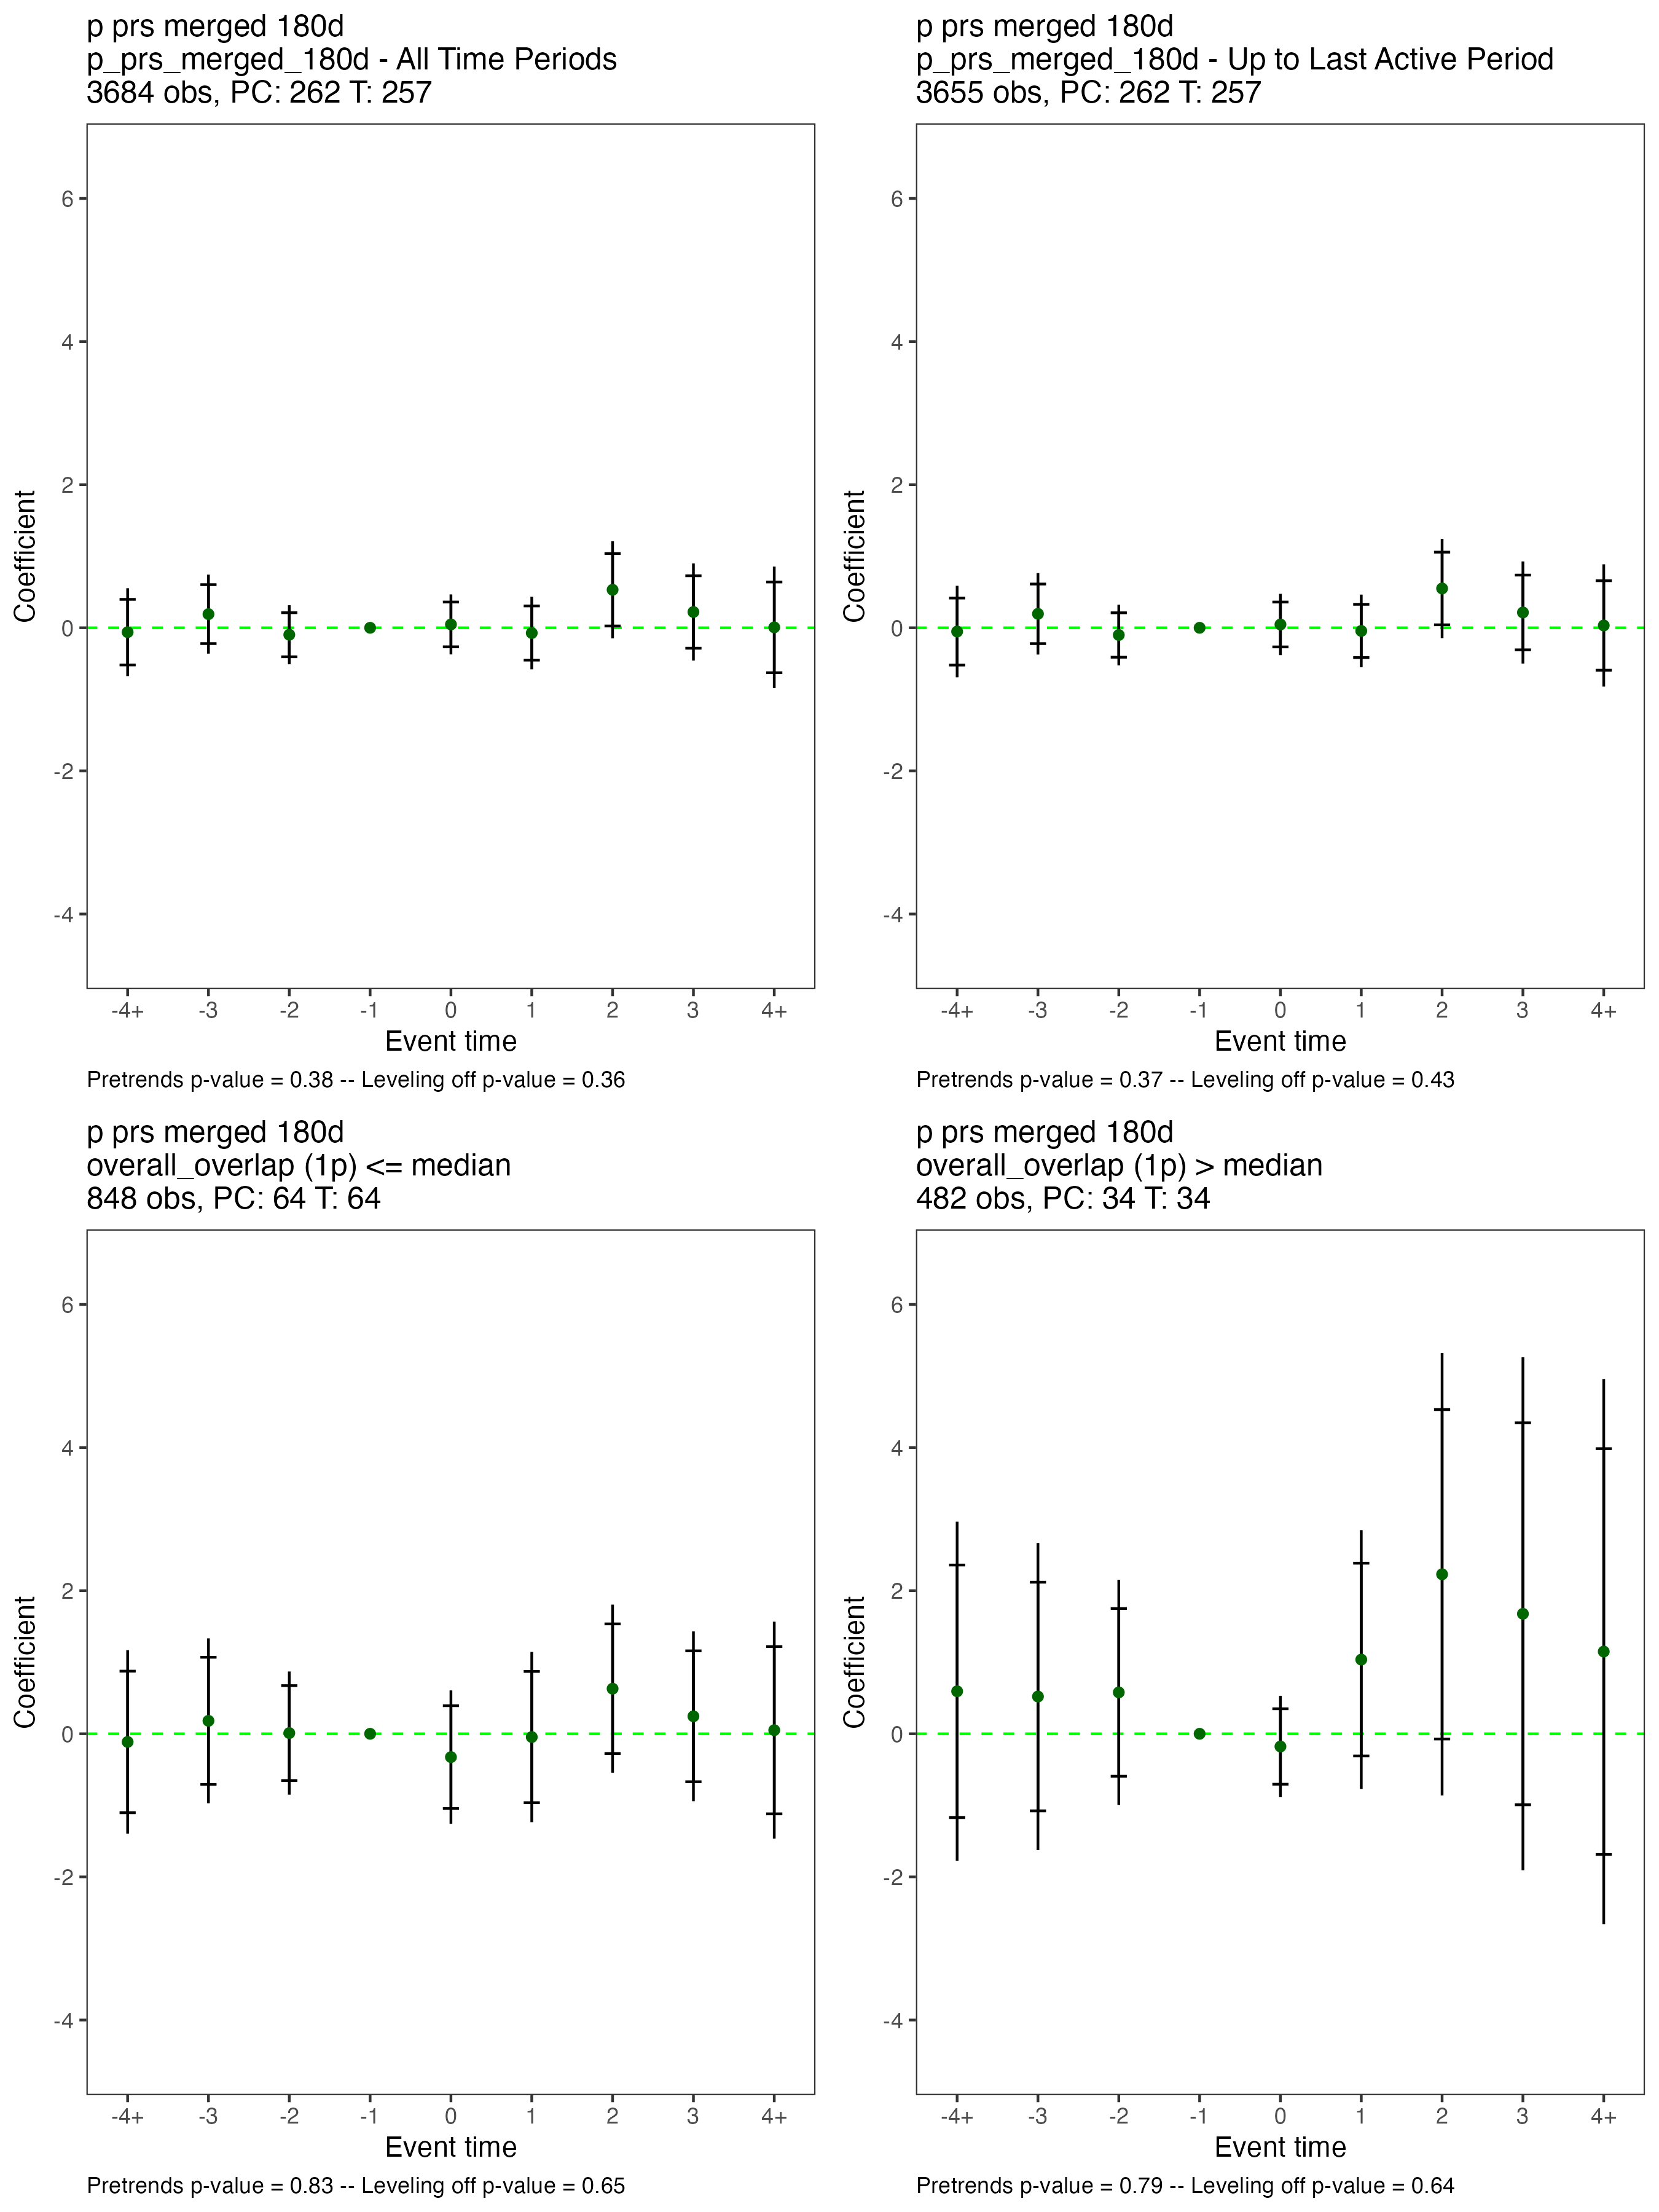 p prs merged 180d
p_prs_merged_180d - All Time Periods
3684 obs, PC: 262 T: 257
Coefficient
6
4
2
0
-2
-4
-4+ -3 -2 -1 0 1 2 3 4+
Event time
Pretrends p-value = 0.38 -- Leveling off p-value = 0.36
p prs merged 180d
p_prs_merged_180d - Up to Last Active Period
3655 obs, PC: 262 T: 257
Coefficient
6
4
2
0
-2
-4
-4+ -3 -2 -1 0 1 2 3 4+
Event time
Pretrends p-value = 0.37 -- Leveling off p-value = 0.43
p prs merged 180d
overall_overlap (1p) <= median
848 obs, PC: 64 T: 64
Coefficient
6
4
2
0
-2
-4
-4+ -3 -2 -1 0 1 2 3 4+
Event time
Pretrends p-value = 0.83 -- Leveling off p-value = 0.65
p prs merged 180d
overall_overlap (1p) > median
482 obs, PC: 34 T: 34
Coefficient
6
4
2
0
-2
-4
-4+ -3 -2 -1 0 1 2 3 4+
Event time
Pretrends p-value = 0.79 -- Leveling off p-value = 0.64